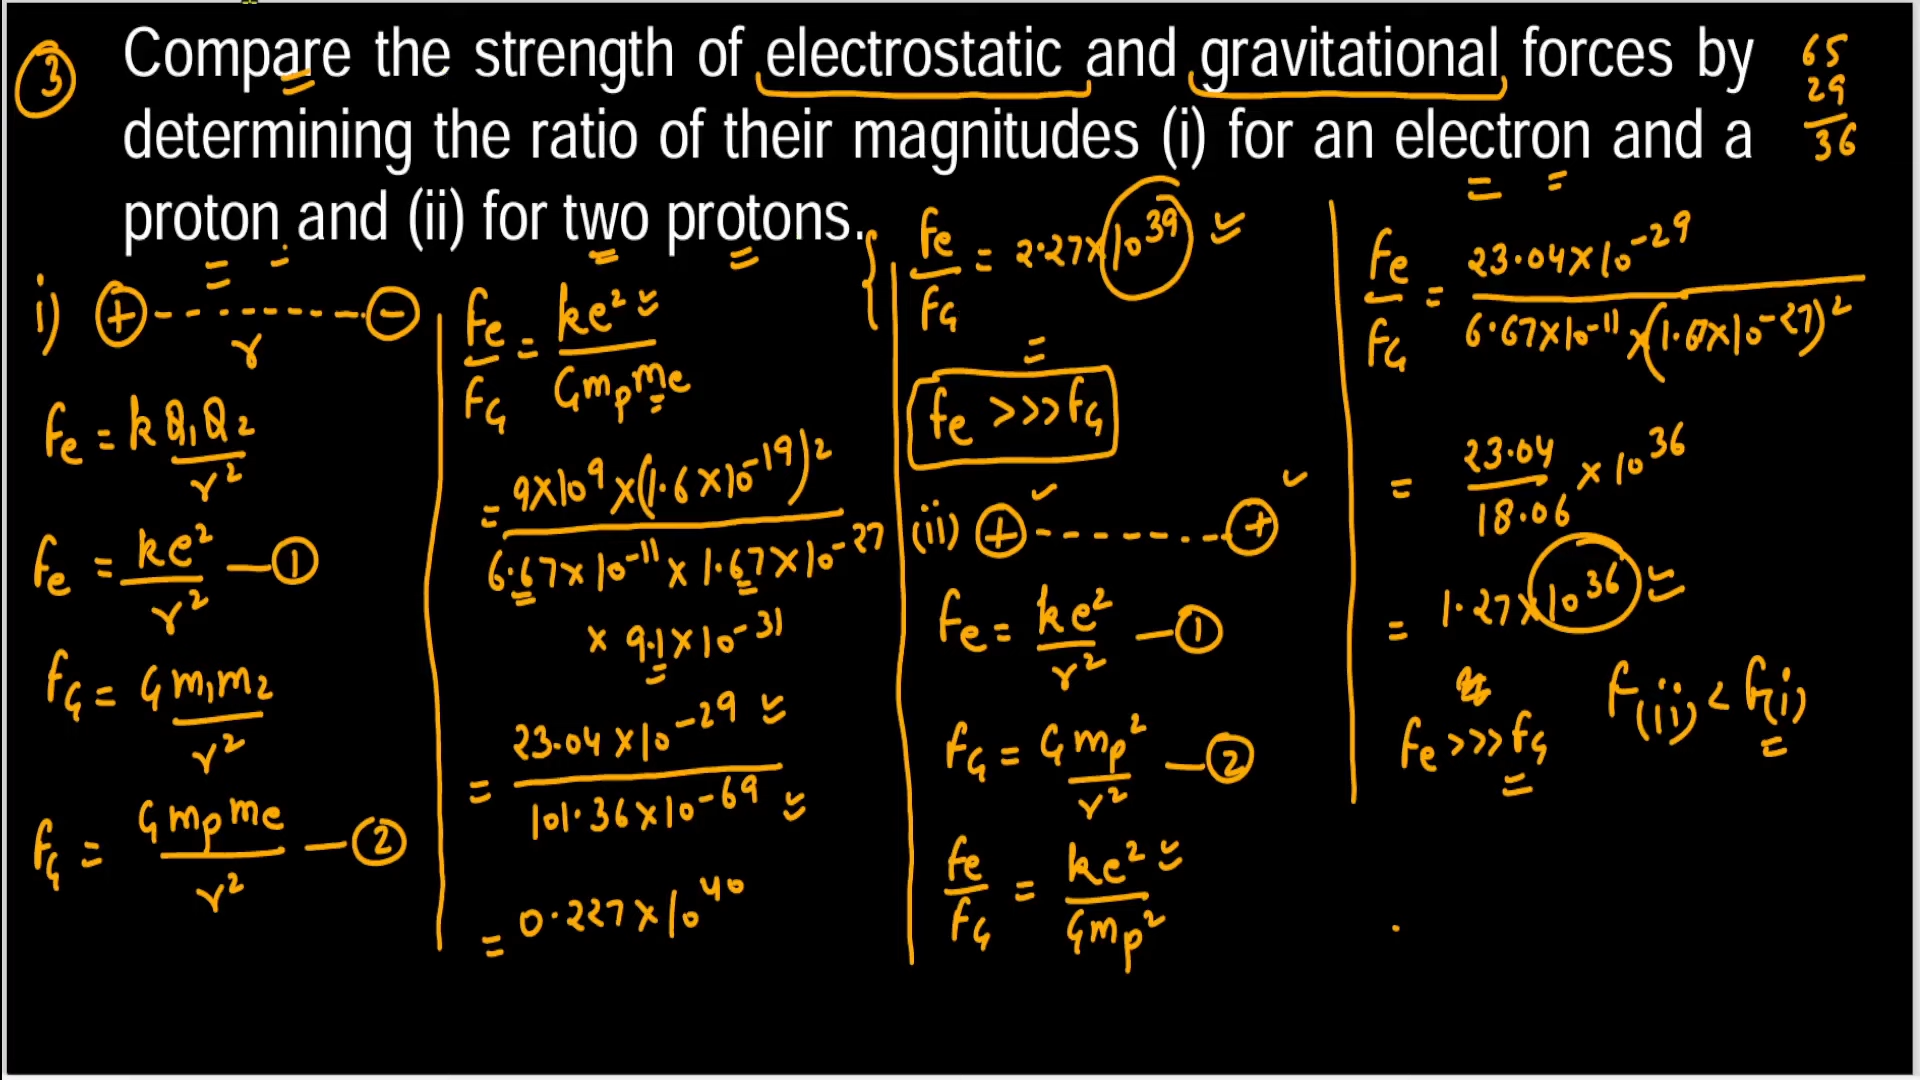 3 Compare the strength of electrostatic and gravitational forces by
determining the ratio of their magnitudes (i) for an electron and a
proton and (ii) for two protons.
65
29
36
i) + - - - - - - - - −
r
Fe = k Q₁Q₂ / r²
Fe = ke² / r² — ①
FG = G m₁m₂ / r²
FG = G mp me / r² — ②
Fe / FG = ke² / G mp me
= 9×10⁹ × (1.6×10⁻¹⁹)² / 6.67×10⁻¹¹ × 1.67×10⁻²⁷
× 9.1×10⁻³¹
= 23.04×10⁻²⁹ / 101.36×10⁻⁶⁹
= 0.227×10⁴⁰
{ Fe / FG = 2.27×10³⁹
Fe >>> FG
(ii) + - - - - - - - +
Fe = ke² / r² — ①
FG = G mp² / r² — ②
Fe / FG = ke² / G mp²
Fe / FG = 23.04×10⁻²⁹ / 6.67×10⁻¹¹ × (1.67×10⁻²⁷)²
= 23.04 / 18.06 × 10³⁶
= 1.27×10³⁶
Fe >>> FG
F(ii) < F(i)